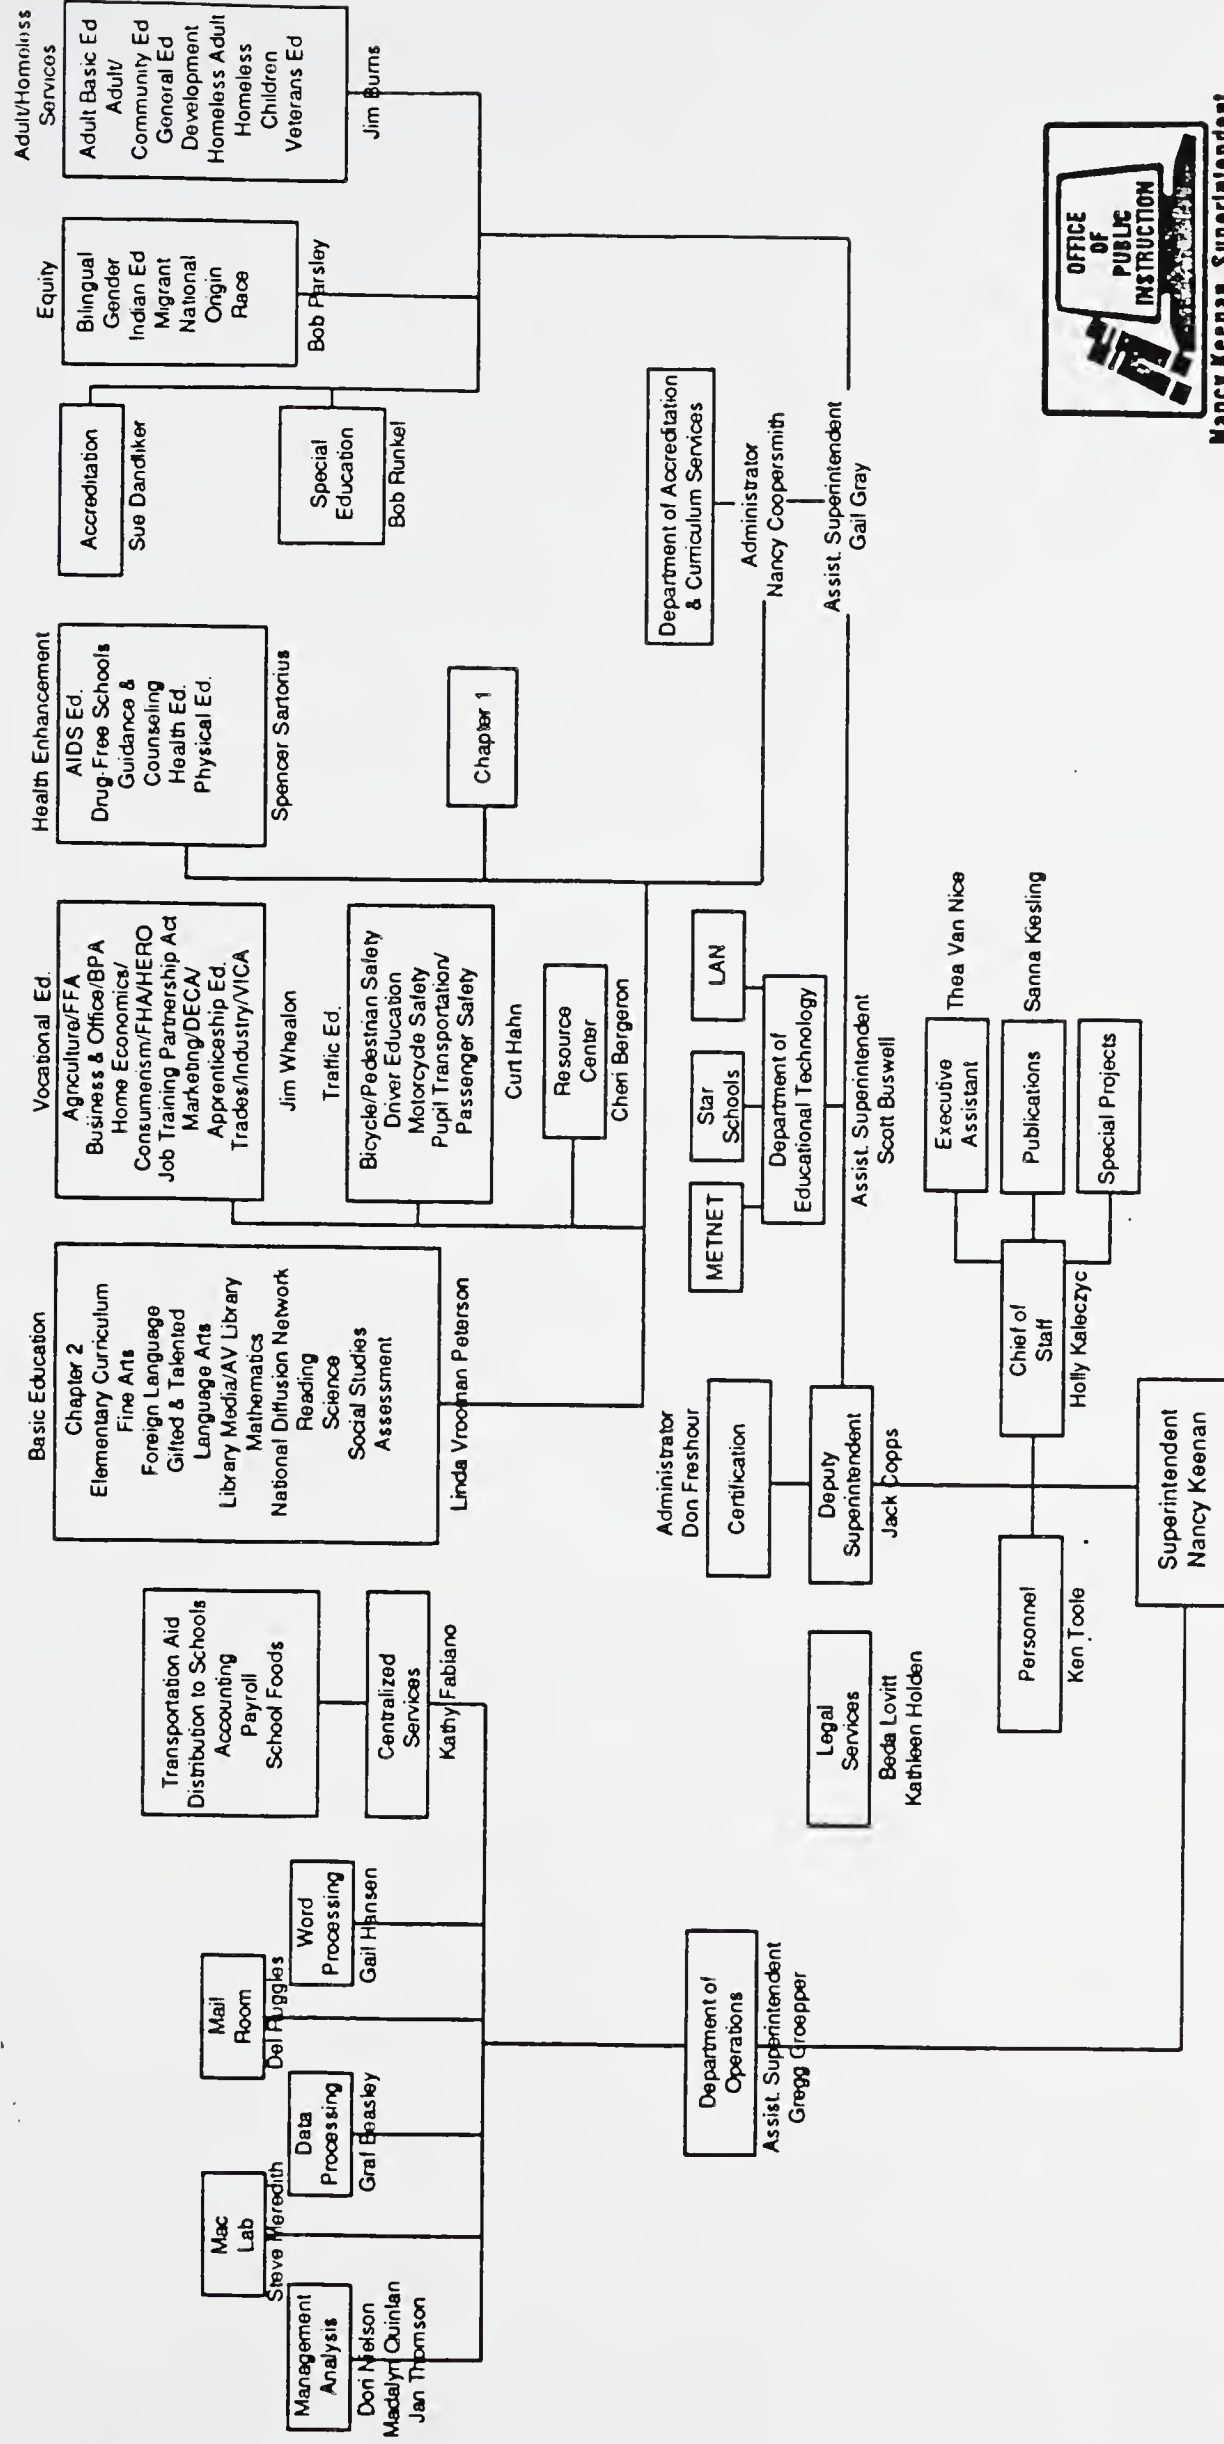 Management
Analysis
Dori Nielson
Madalyn Quinlan
Jan Thomson
Mac
Lab
Steve Meredith
Data
Processing
Graf Beasley
Mail
Room
Del Ruggles
Word
Processing
Gail Hansen
Transportation Aid
Distribution to Schools
Accounting
Payroll
School Foods
Centralized
Services
Kathy Fabiano
Department of
Operations
Assist. Superintendent
Gregg Groepper
Basic Education
Chapter 2
Elementary Curriculum
Fine Arts
Foreign Language
Gifted & Talented
Language Arts
Library Media/AV Library
Mathematics
National Diffusion Network
Reading
Science
Social Studies
Assessment
Linda Vrooman Peterson
Vocational Ed.
Agriculture/FFA
Business & Office/BPA
Home Economics/
Consumerism/FHA/HERO
Job Training Partnership Act
Marketing/DECA/
Apprenticeship Ed.
Trades/Industry/VICA
Jim Whealon
Traffic Ed.
Bicycle/Pedestrian Safety
Driver Education
Motorcycle Safety
Pupil Transportation/
Passenger Safety
Curt Hahn
Resource
Center
Cheri Bergeron
Health Enhancement
AIDS Ed.
Drug-Free Schools
Guidance &
Counseling
Health Ed.
Physical Ed.
Spencer Sartorius
Chapter 1
Accreditation
Sue Dandliker
Special
Education
Bob Runkel
Equity
Bilingual
Gender
Indian Ed
Migrant
National
Origin
Race
Bob Parsley
Adult/Homeless
Services
Adult Basic Ed
Adult/
Community Ed
General Ed
Development
Homeless Adult
Homeless
Children
Veterans Ed
Jim Burns
Department of Accreditation
& Curriculum Services
Administrator
Nancy Coopersmith
Assist. Superintendent
Gail Gray
METNET
Star
Schools
LAN
Department of
Educational Technology
Assist. Superintendent
Scott Buswell
Administrator
Don Freshour
Certification
Deputy
Superintendent
Jack Copps
Legal
Services
Beda Lovitt
Kathleen Holden
Personnel
Ken Toole
Chief of
Staff
Holly Kaleczyc
Executive
Assistant
Thea Van Nice
Publications
Sanna Kiesling
Special Projects
Superintendent
Nancy Keenan
OFFICE
OF
PUBLIC
INSTRUCTION
Nancy Keenan, Superintendent